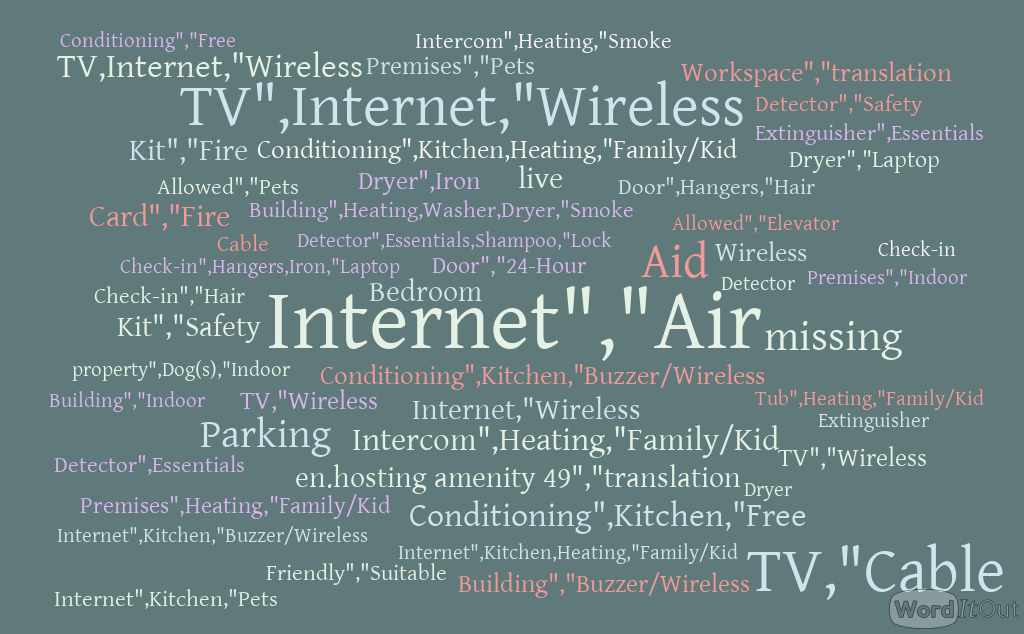 Conditioning","Free
Intercom",Heating,"Smoke
TV,Internet,"Wireless
Premises","Pets
Workspace","translation
TV",Internet,"Wireless
Detector","Safety
Extinguisher",Essentials
Kit","Fire
Conditioning",Kitchen,Heating,"Family/Kid
Dryer","Laptop
Allowed","Pets
Dryer",Iron
live
Door",Hangers,"Hair
Card","Fire
Building",Heating,Washer,Dryer,"Smoke
Allowed","Elevator
Cable
Detector",Essentials,Shampoo,"Lock
Aid
Wireless
Check-in
Check-in",Hangers,Iron,"Laptop
Door","24-Hour
Detector
Premises","Indoor
Check-in","Hair
Bedroom
Kit","Safety
Internet","Air
missing
property",Dog(s),"Indoor
Conditioning",Kitchen,"Buzzer/Wireless
Building","Indoor
TV,"Wireless
Internet,"Wireless
Tub",Heating,"Family/Kid
Extinguisher
Parking
Intercom",Heating,"Family/Kid
TV","Wireless
Detector",Essentials
en.hosting amenity 49","translation
Dryer
Premises",Heating,"Family/Kid
Conditioning",Kitchen,"Free
Internet",Kitchen,"Buzzer/Wireless
Internet",Kitchen,Heating,"Family/Kid
Friendly","Suitable
Building","Buzzer/Wireless
TV,"Cable
Internet",Kitchen,"Pets
WordItOut